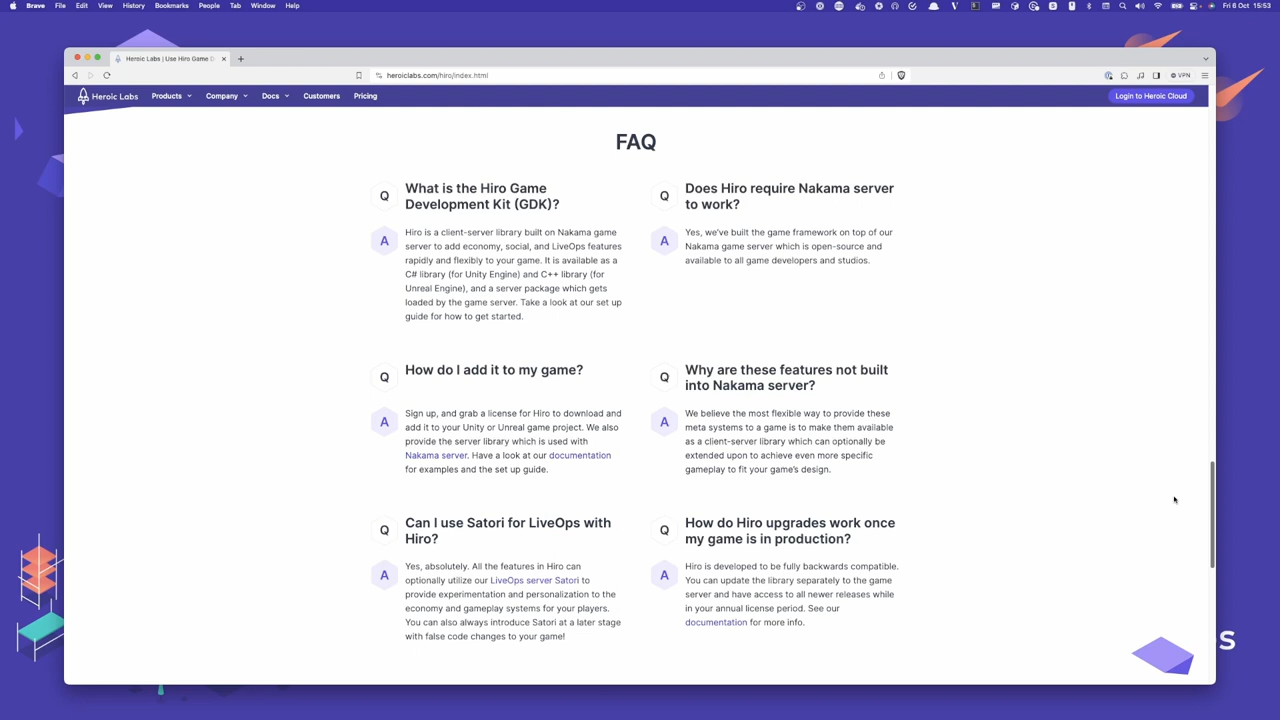 Brave File Edit View History Bookmarks People Tab Window Help
Fri 6 Oct 15:53
Heroic Labs | Use Hiro Game D
heroiclabs.com/hiro/index.html
VPN
Heroic Labs Products Company Docs Customers Pricing Login to Heroic Cloud
FAQ
Q
What is the Hiro Game
Development Kit (GDK)?
A
Hiro is a client-server library built on Nakama game
server to add economy, social, and LiveOps features
rapidly and flexibly to your game. It is available as a
C# library (for Unity Engine) and C++ library (for
Unreal Engine), and a server package which gets
loaded by the game server. Take a look at our set up
guide for how to get started.
Q
Does Hiro require Nakama server
to work?
A
Yes, we've built the game framework on top of our
Nakama game server which is open-source and
available to all game developers and studios.
Q
How do I add it to my game?
A
Sign up, and grab a license for Hiro to download and
add it to your Unity or Unreal game project. We also
provide the server library which is used with
Nakama server. Have a look at our documentation
for examples and the set up guide.
Q
Why are these features not built
into Nakama server?
A
We believe the most flexible way to provide these
meta systems to a game is to make them available
as a client-server library which can optionally be
extended upon to achieve even more specific
gameplay to fit your game's design.
Q
Can I use Satori for LiveOps with
Hiro?
A
Yes, absolutely. All the features in Hiro can
optionally utilize our LiveOps server Satori to
provide experimentation and personalization to the
economy and gameplay systems for your players.
You can also always introduce Satori at a later stage
with false code changes to your game!
Q
How do Hiro upgrades work once
my game is in production?
A
Hiro is developed to be fully backwards compatible.
You can update the library separately to the game
server and have access to all newer releases while
in your annual license period. See our
documentation for more info.